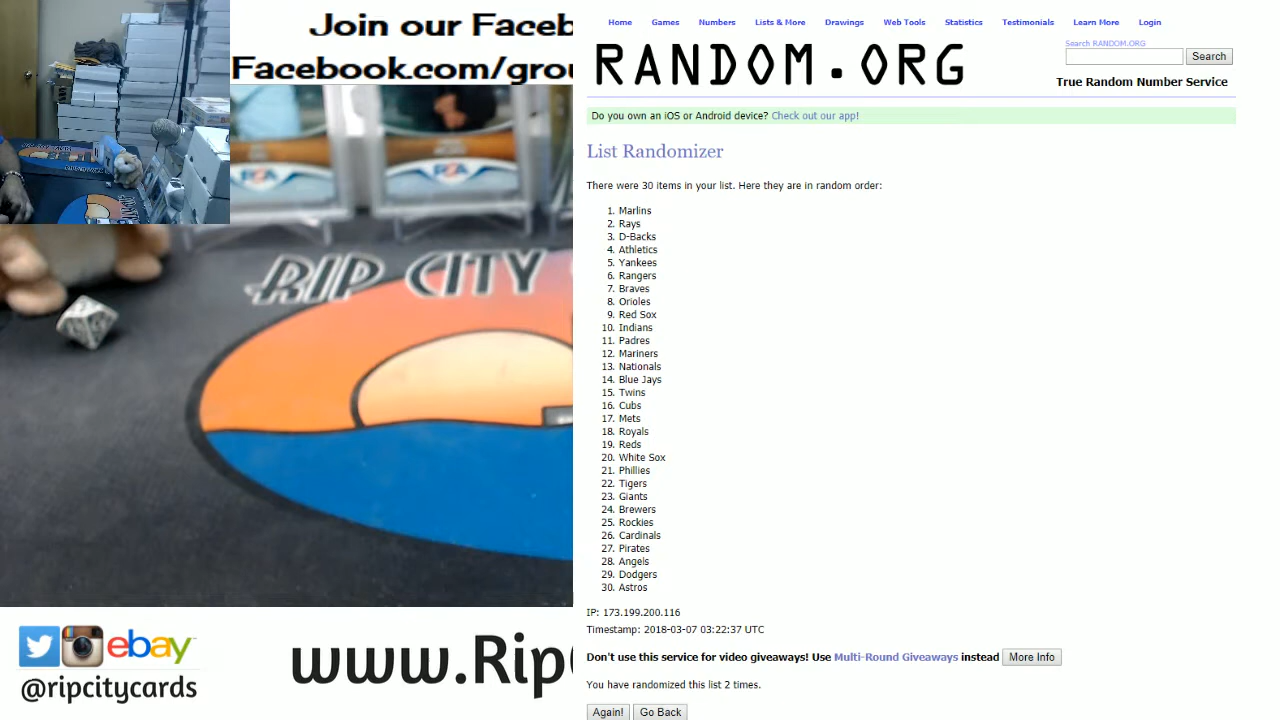 Join our Faceb
Facebook.com/grou
RIP CITY
@ripcitycards
ebay
www.Rip
Home Games Numbers Lists & More Drawings Web Tools Statistics Testimonials Learn More Login
RANDOM.ORG
Search RANDOM.ORG
Search
True Random Number Service
Do you own an iOS or Android device? Check out our app!
List Randomizer
There were 30 items in your list. Here they are in random order:
1. Marlins
2. Rays
3. D-Backs
4. Athletics
5. Yankees
6. Rangers
7. Braves
8. Orioles
9. Red Sox
10. Indians
11. Padres
12. Mariners
13. Nationals
14. Blue Jays
15. Twins
16. Cubs
17. Mets
18. Royals
19. Reds
20. White Sox
21. Phillies
22. Tigers
23. Giants
24. Brewers
25. Rockies
26. Cardinals
27. Pirates
28. Angels
29. Dodgers
30. Astros
IP: 173.199.200.116
Timestamp: 2018-03-07 03:22:37 UTC
Don't use this service for video giveaways! Use Multi-Round Giveaways instead More Info
You have randomized this list 2 times.
Again! Go Back